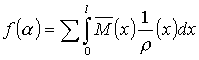 f(α) = ∑ ∫₀ˡ M̅(x) 1/ρ (x)dx